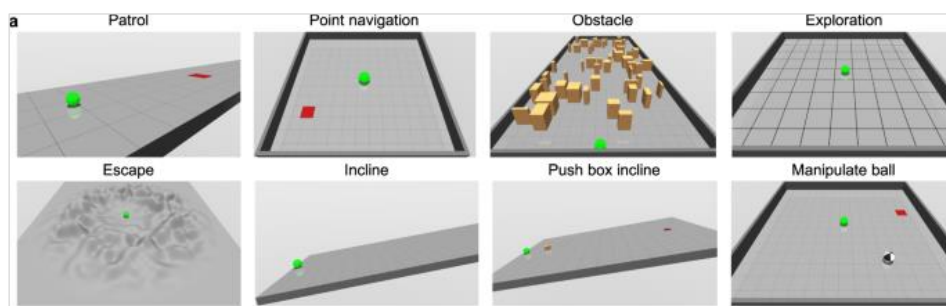 a
Patrol
Point navigation
Obstacle
Exploration
Escape
Incline
Push box incline
Manipulate ball